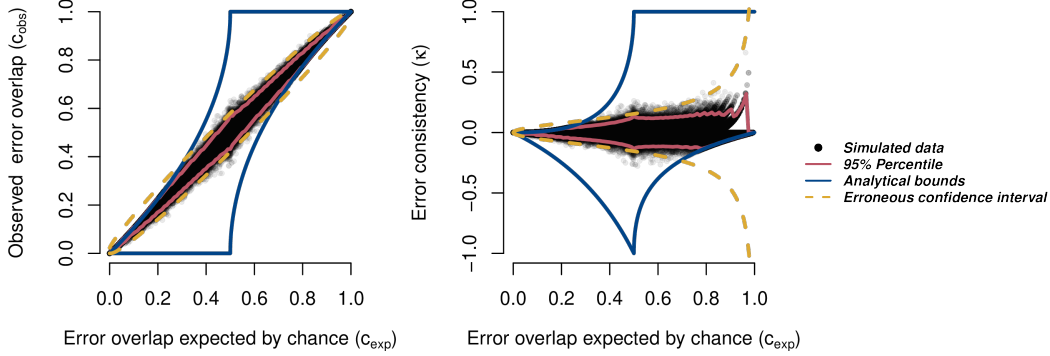 Observed error overlap (c_obs)
1.0
0.8
0.6
0.4
0.2
0.0
0.0 0.2 0.4 0.6 0.8 1.0
Error overlap expected by chance (c_exp)
Error consistency (κ)
1.0
0.5
0.0
−0.5
−1.0
0.0 0.2 0.4 0.6 0.8 1.0
Error overlap expected by chance (c_exp)
Simulated data
95% Percentile
Analytical bounds
Erroneous confidence interval